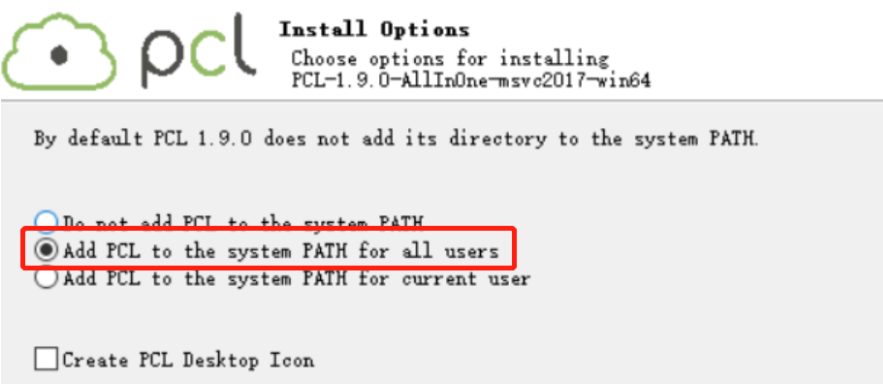 pcl
Install Options
Choose options for installing
PCL-1.9.0-AllInOne-msvc2017-win64
By default PCL 1.9.0 does not add its directory to the system PATH.
Do not add PCL to the system PATH
Add PCL to the system PATH for all users
Add PCL to the system PATH for current user
Create PCL Desktop Icon